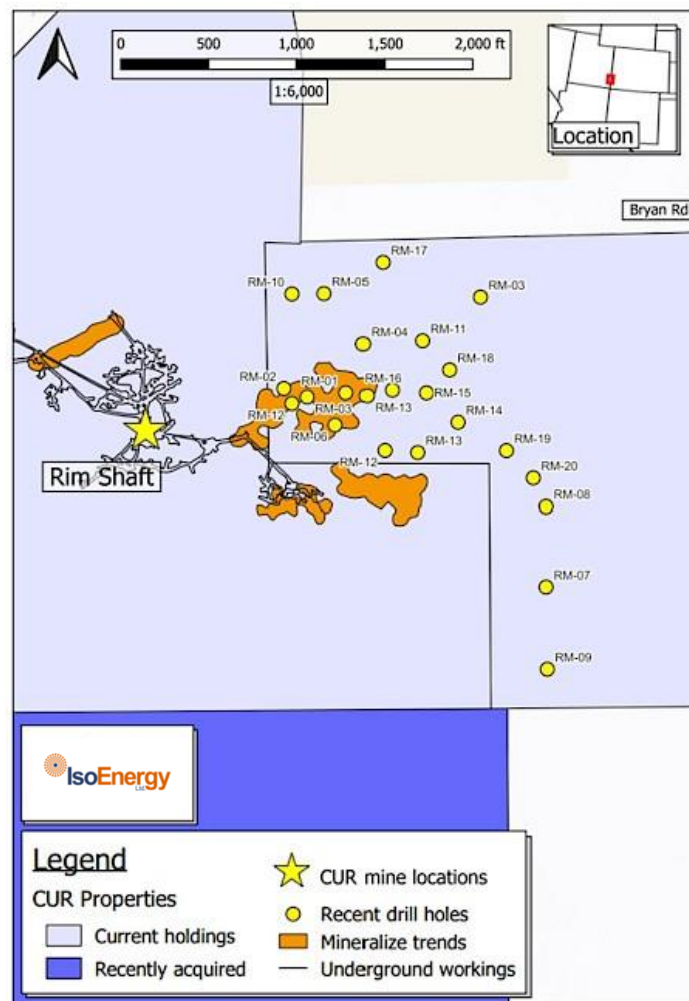 0 500 1,000 1,500 2,000 ft
1:6,000
Location
Bryan Rd
RM-17
RM-10
RM-05
RM-03
RM-04
RM-11
RM-18
RM-02
RM-01
RM-16
RM-15
RM-12
RM-03
RM-13
RM-14
RM-06
RM-19
RM-12
RM-13
RM-20
RM-08
Rim Shaft
RM-07
RM-09
IsoEnergy
Ltd
Legend
CUR Properties
Current holdings
Recently acquired
CUR mine locations
Recent drill holes
Mineralize trends
Underground workings